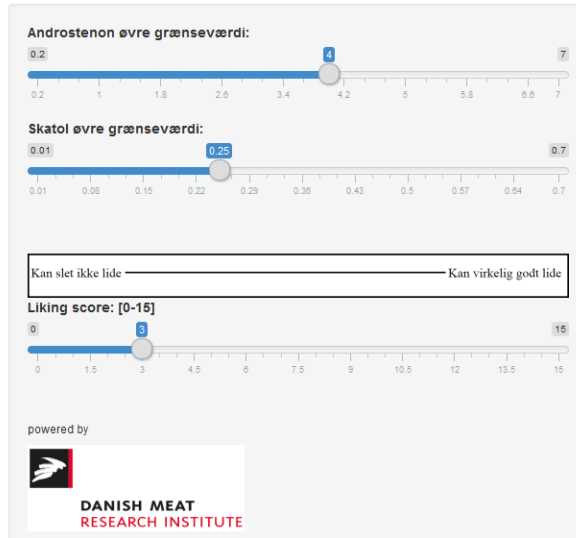 Androstenon øvre grænseværdi:
0.2 4 7
0.2 1 1.8 2.6 3.4 4.2 5 5.8 6.6 7
Skatol øvre grænseværdi:
0.01 0.25 0.7
0.01 0.08 0.15 0.22 0.29 0.36 0.43 0.5 0.57 0.64 0.7
Kan slet ikke lide Kan virkelig godt lide
Liking score: [0-15]
0 3 15
0 1.5 3 4.5 6 7.5 9 10.5 12 13.5 15
powered by
DANISH MEAT
RESEARCH INSTITUTE